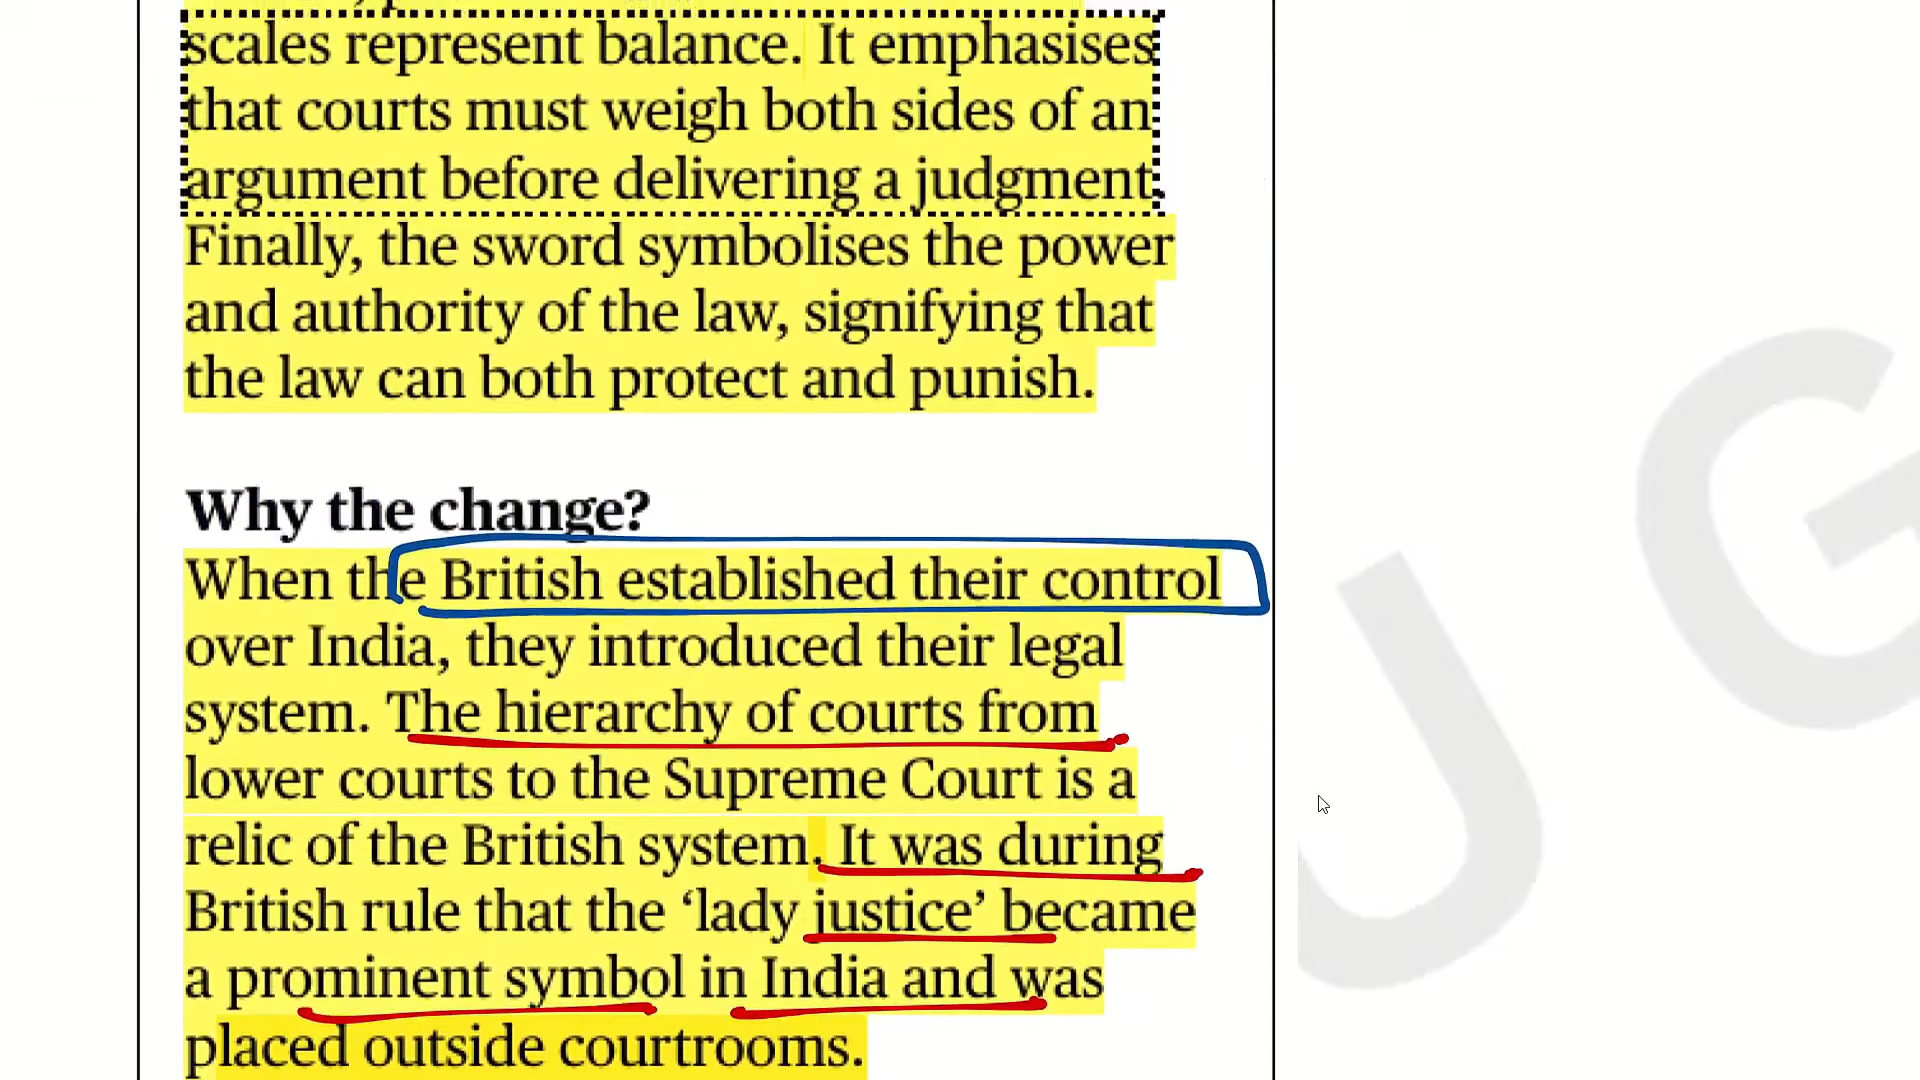 scales represent balance. It emphasises
that courts must weigh both sides of an
argument before delivering a judgment.
Finally, the sword symbolises the power
and authority of the law, signifying that
the law can both protect and punish.
Why the change?
When the British established their control
over India, they introduced their legal
system. The hierarchy of courts from
lower courts to the Supreme Court is a
relic of the British system. It was during
British rule that the ‘lady justice’ became
a prominent symbol in India and was
placed outside courtrooms.
U G